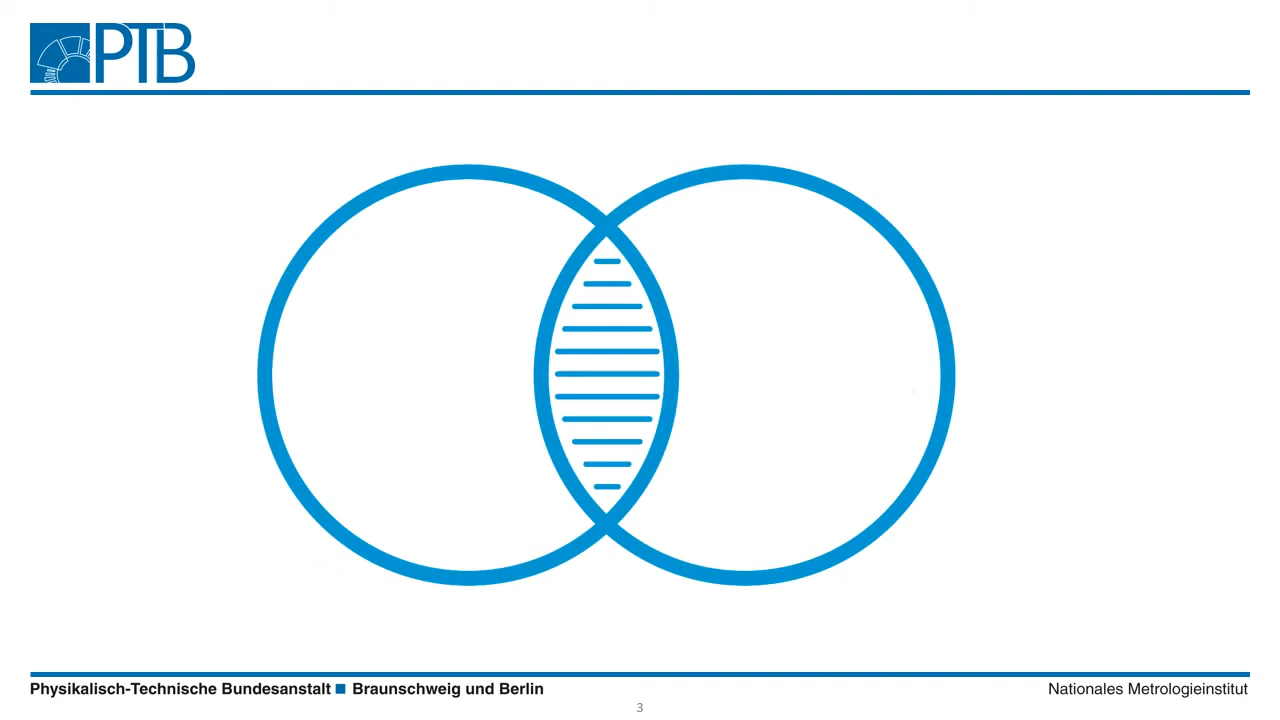 PTB
Physikalisch-Technische Bundesanstalt ■ Braunschweig und Berlin
Nationales Metrologieinstitut
3